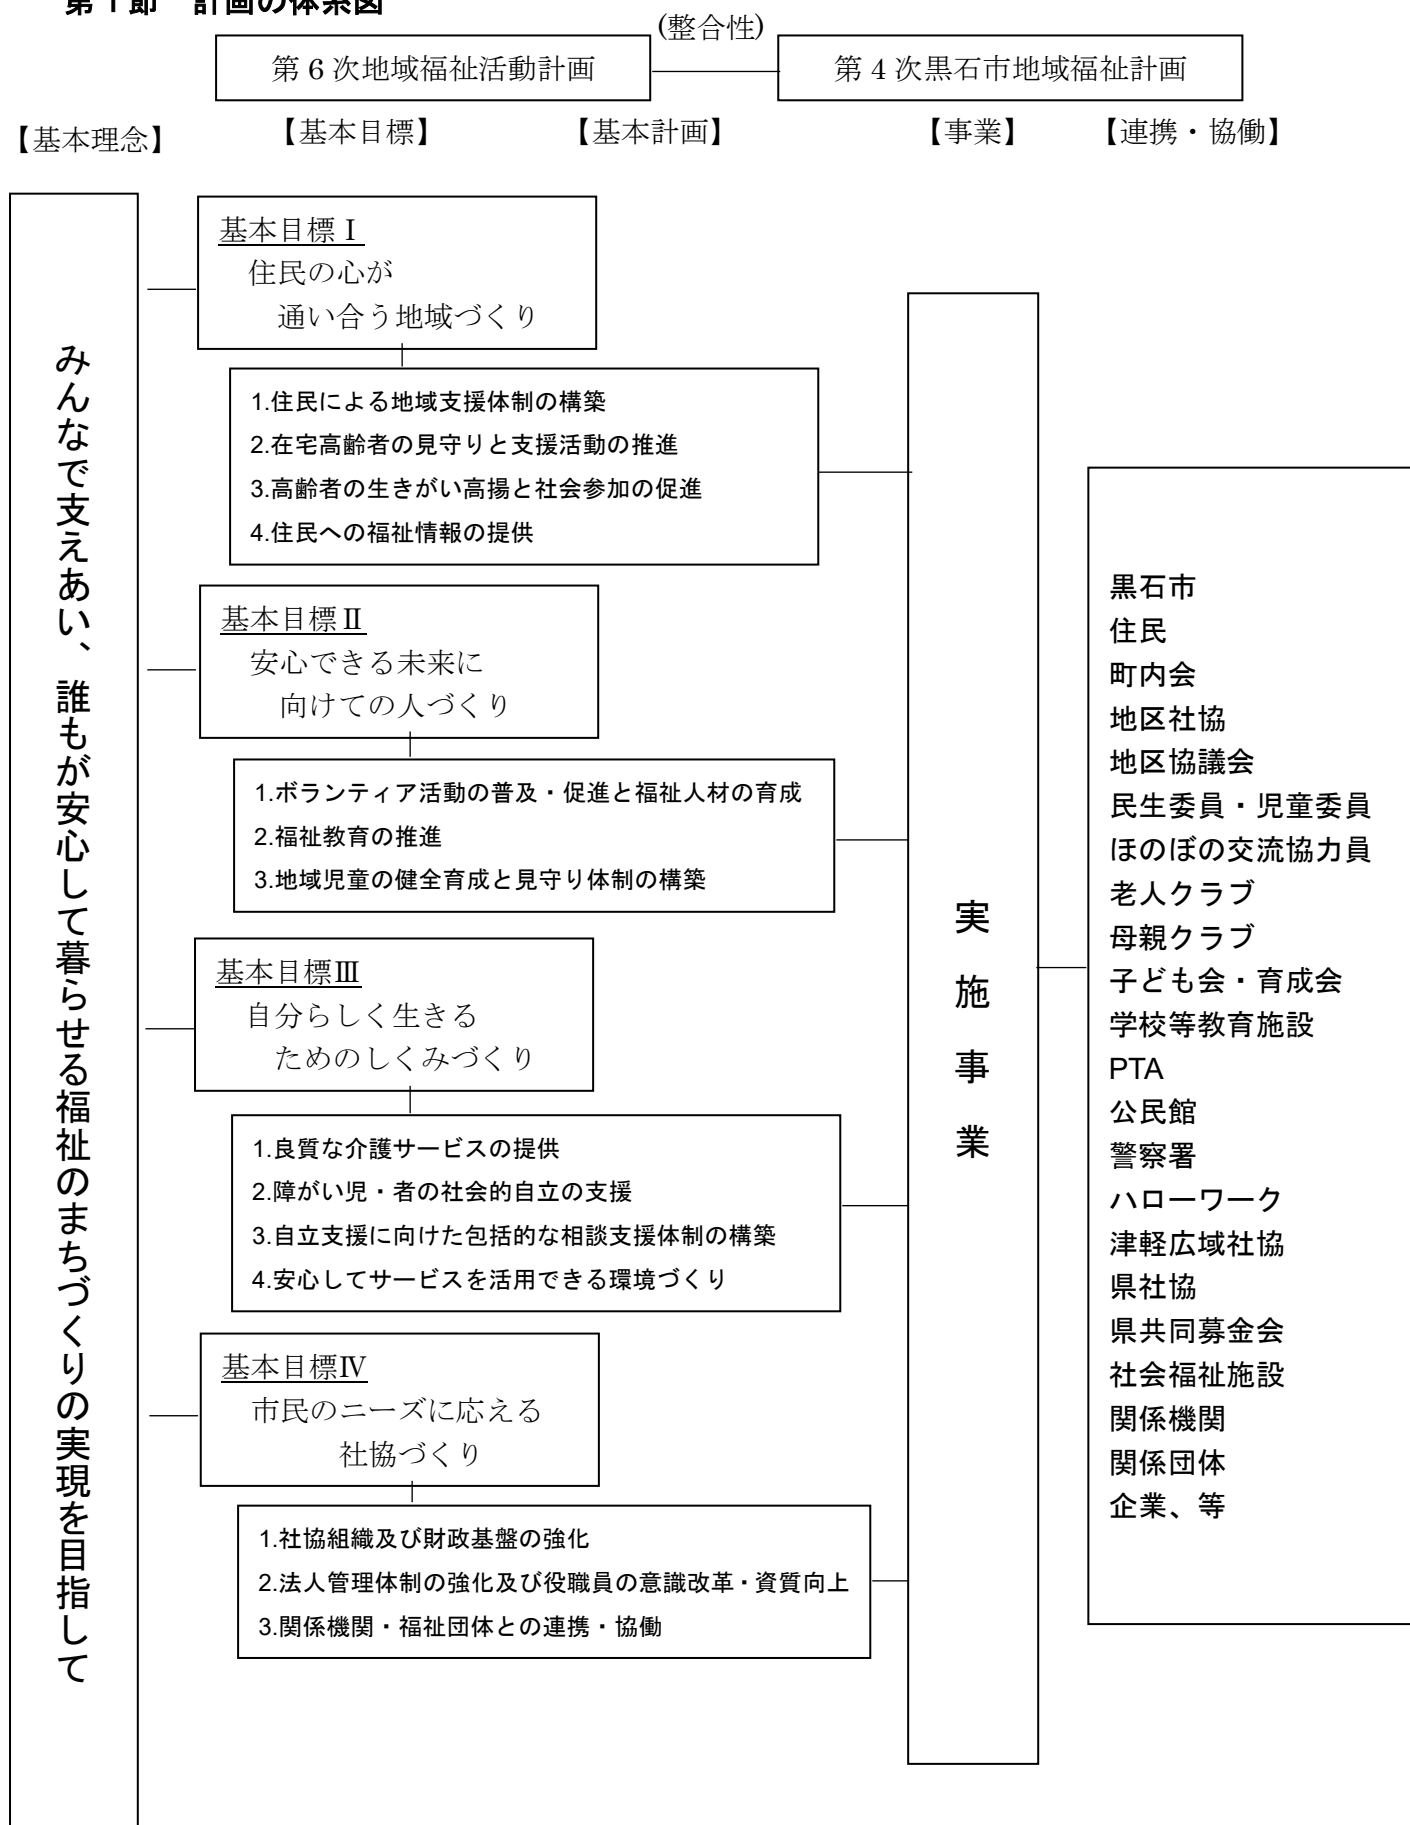 第1節 計画の体系図
(整合性)
第6次地域福祉活動計画
第4次黒石市地域福祉計画
【基本理念】
【基本目標】
【基本計画】
【事業】
【連携・協働】
みんなで支えあい、誰もが安心して暮らせる福祉のまちづくりの実現を目指して
基本目標Ⅰ
住民の心が
通い合う地域づくり
1.住民による地域支援体制の構築
2.在宅高齢者の見守りと支援活動の推進
3.高齢者の生きがい高揚と社会参加の促進
4.住民への福祉情報の提供
基本目標Ⅱ
安心できる未来に
向けての人づくり
1.ボランティア活動の普及・促進と福祉人材の育成
2.福祉教育の推進
3.地域児童の健全育成と見守り体制の構築
基本目標Ⅲ
自分らしく生きる
ためのしくみづくり
1.良質な介護サービスの提供
2.障がい児・者の社会的自立の支援
3.自立支援に向けた包括的な相談支援体制の構築
4.安心してサービスを活用できる環境づくり
基本目標Ⅳ
市民のニーズに応える
社協づくり
1.社協組織及び財政基盤の強化
2.法人管理体制の強化及び役職員の意識改革・資質向上
3.関係機関・福祉団体との連携・協働
実施事業
黒石市
住民
町内会
地区社協
地区協議会
民生委員・児童委員
ほのぼの交流協力員
老人クラブ
母親クラブ
子ども会・育成会
学校等教育施設
PTA
公民館
警察署
ハローワーク
津軽広域社協
県社協
県共同募金会
社会福祉施設
関係機関
関係団体
企業、等